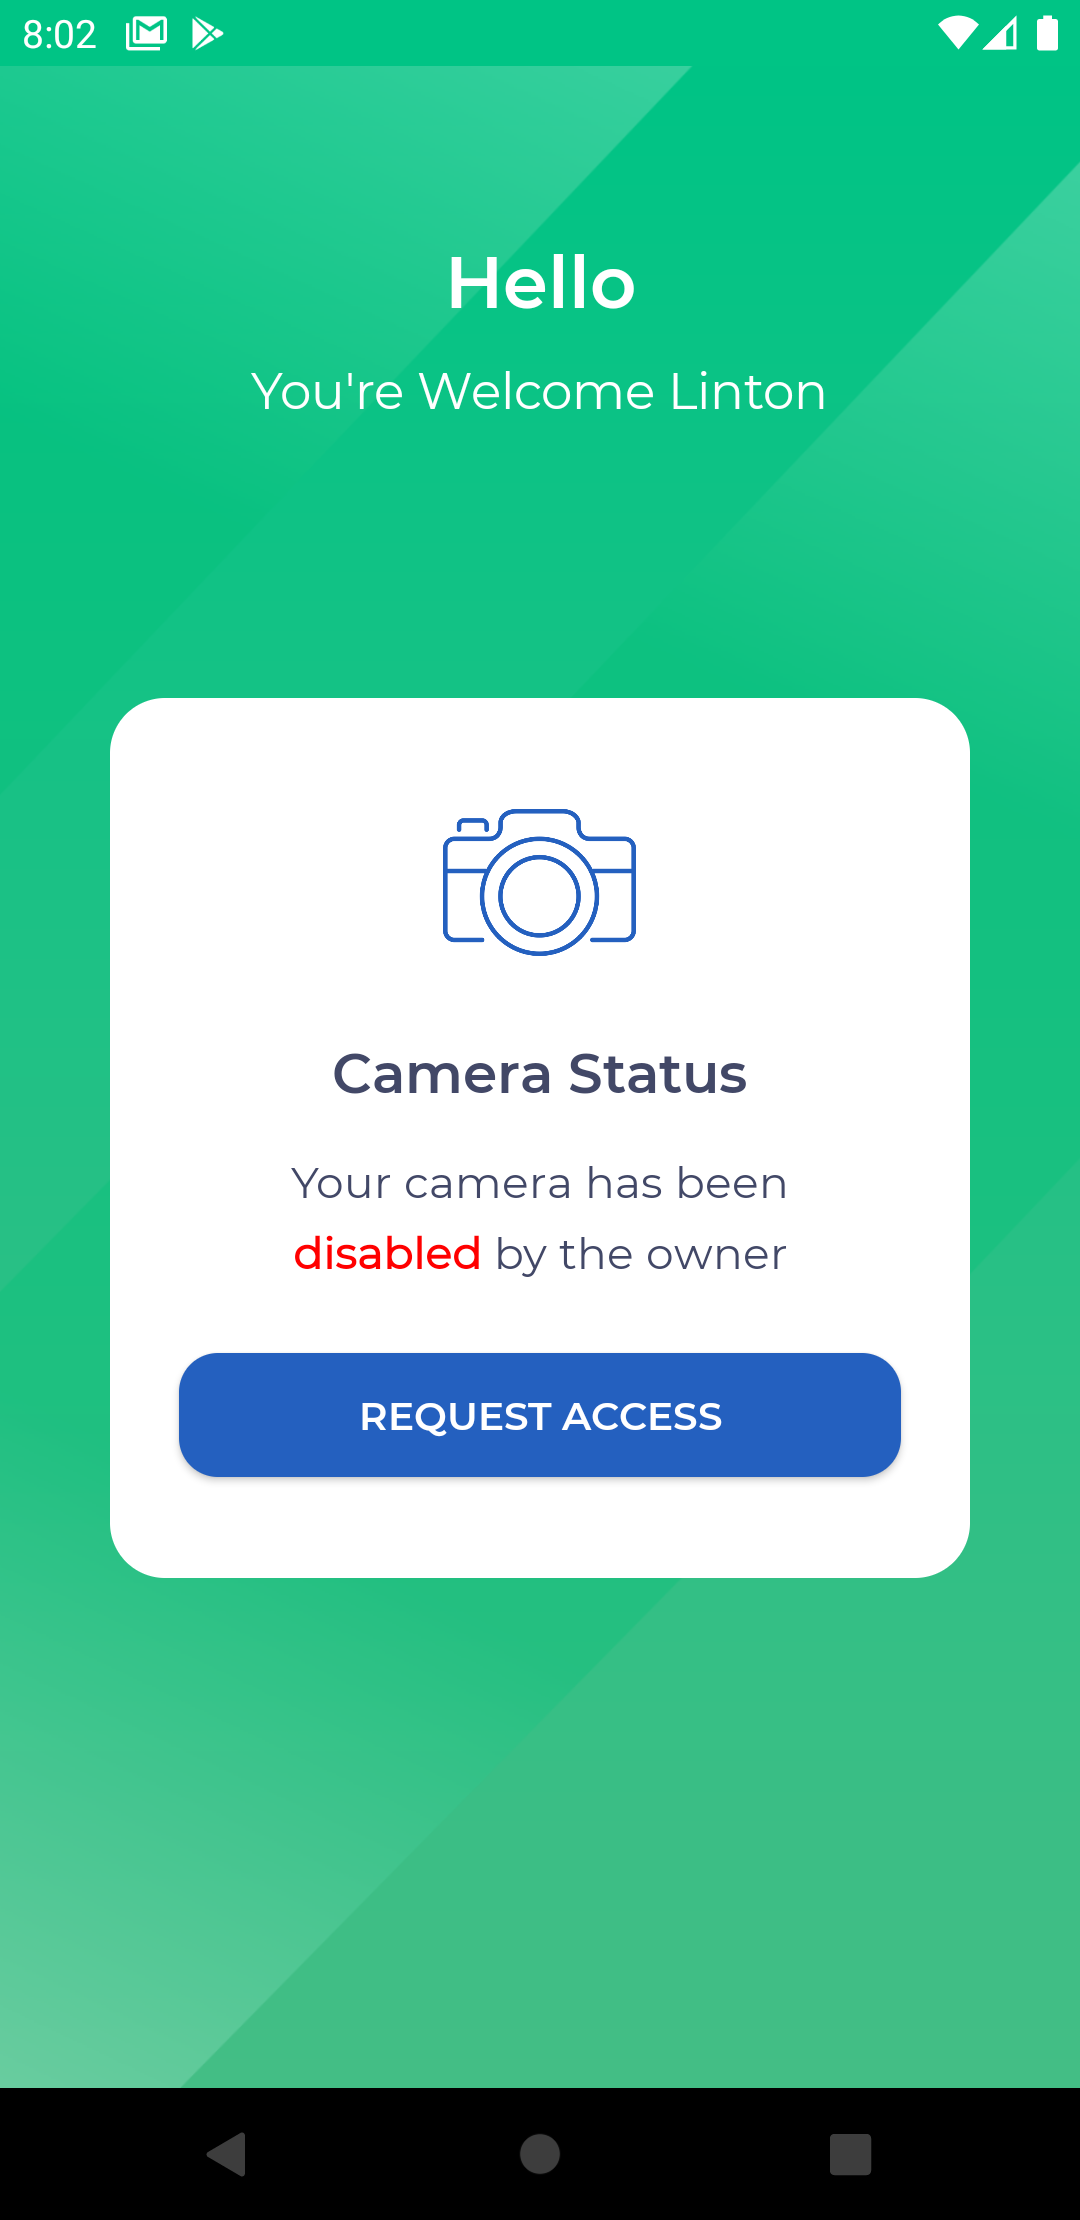 8:02
Hello
You're Welcome Linton
Camera Status
Your camera has been
disabled by the owner
REQUEST ACCESS